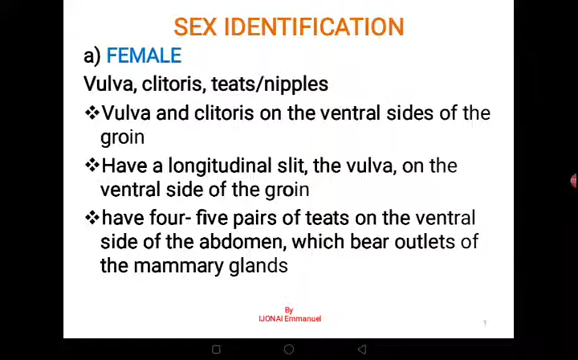 SEX IDENTIFICATION
a) FEMALE
Vulva, clitoris, teats/nipples
❖Vulva and clitoris on the ventral sides of the
groin
❖Have a longitudinal slit, the vulva, on the
ventral side of the groin
❖have four- five pairs of teats on the ventral
side of the abdomen, which bear outlets of
the mammary glands
By
IJONAI Emmanuel